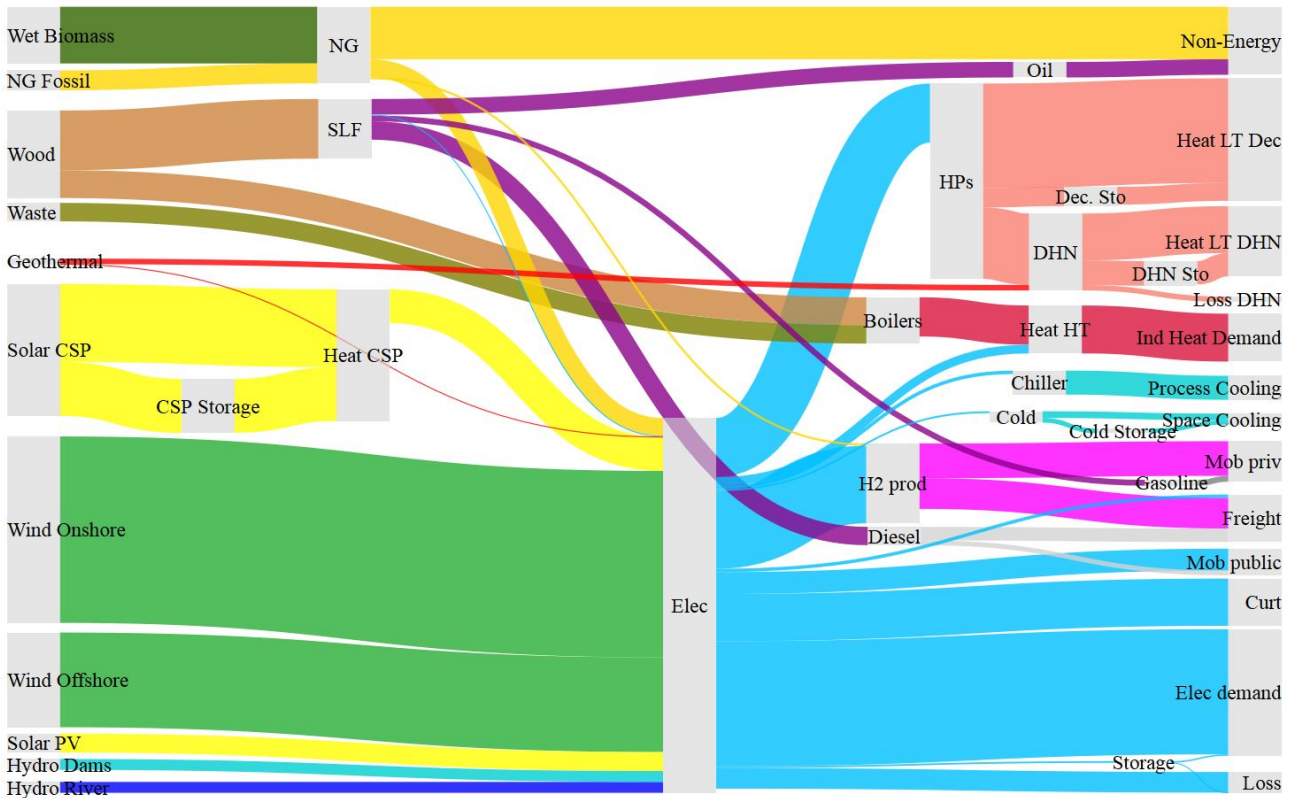 Wet Biomass
NG Fossil
Wood
Waste
Geothermal
Solar CSP
Wind Onshore
Wind Offshore
Solar PV
Hydro Dams
Hydro River
CSP Storage
NG
SLF
Heat CSP
Elec
Boilers
H2 prod
Diesel
HPs
Oil
Dec. Sto
DHN
DHN Sto
Heat HT
Chiller
Cold
Cold Storage
Gasoline
Storage
Non-Energy
Heat LT Dec
Heat LT DHN
Loss DHN
Ind Heat Demand
Process Cooling
Space Cooling
Mob priv
Freight
Mob public
Curt
Elec demand
Loss